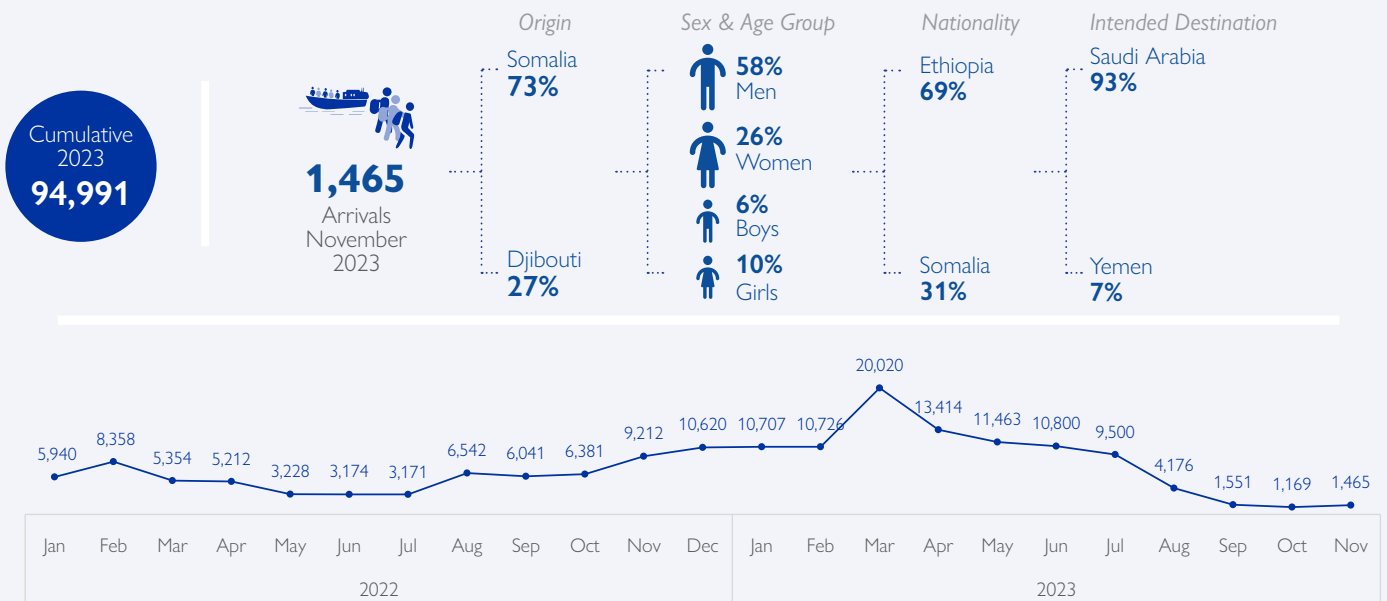 Origin
Sex & Age Group
Nationality
Intended Destination
Cumulative
2023
94,991
1,465
Arrivals
November
2023
Somalia
73%
Djibouti
27%
58%
Men
26%
Women
6%
Boys
10%
Girls
Ethiopia
69%
Somalia
31%
Saudi Arabia
93%
Yemen
7%
5,940
8,358
5,354
5,212
3,228
3,174
3,171
6,542
6,041
6,381
9,212
10,620
10,707
10,726
20,020
13,414
11,463
10,800
9,500
4,176
1,551
1,169
1,465
Jan Feb Mar Apr May Jun Jul Aug Sep Oct Nov Dec Jan Feb Mar Apr May Jun Jul Aug Sep Oct Nov
2022 2023